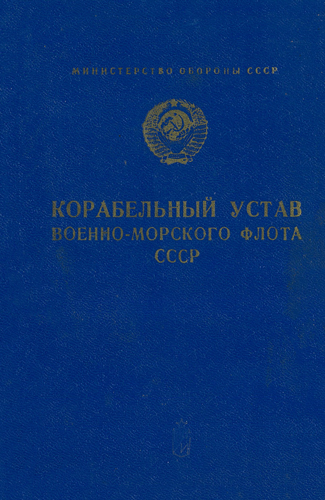 МИНИСТЕРСТВО ОБОРОНЫ СССР
КОРАБЕЛЬНЫЙ УСТАВ
ВОЕННО-МОРСКОГО ФЛОТА
СССР